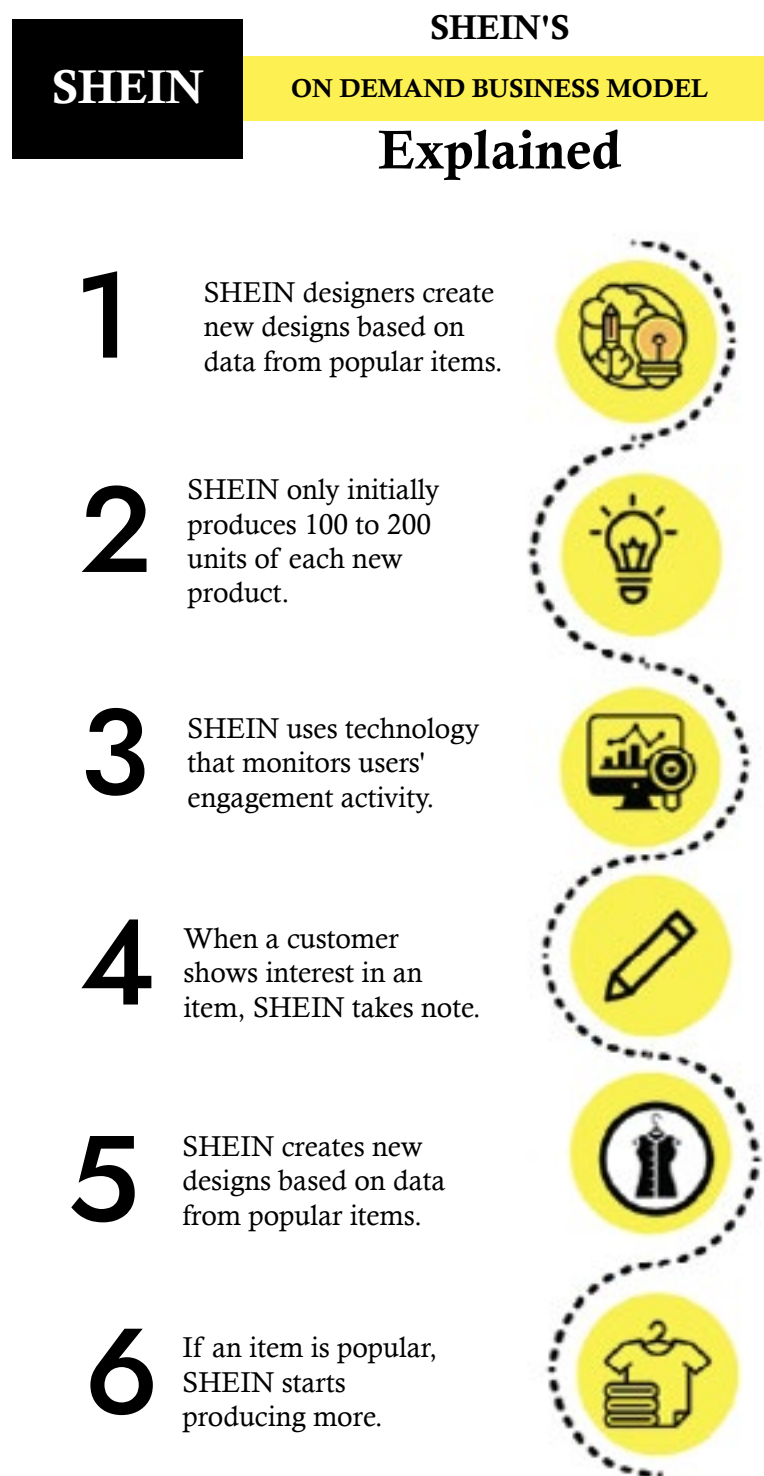 SHEIN
SHEIN'S
ON DEMAND BUSINESS MODEL
Explained
1
SHEIN designers create
new designs based on
data from popular items.
2
SHEIN only initially
produces 100 to 200
units of each new
product.
3
SHEIN uses technology
that monitors users'
engagement activity.
4
When a customer
shows interest in an
item, SHEIN takes note.
5
SHEIN creates new
designs based on data
from popular items.
6
If an item is popular,
SHEIN starts
producing more.